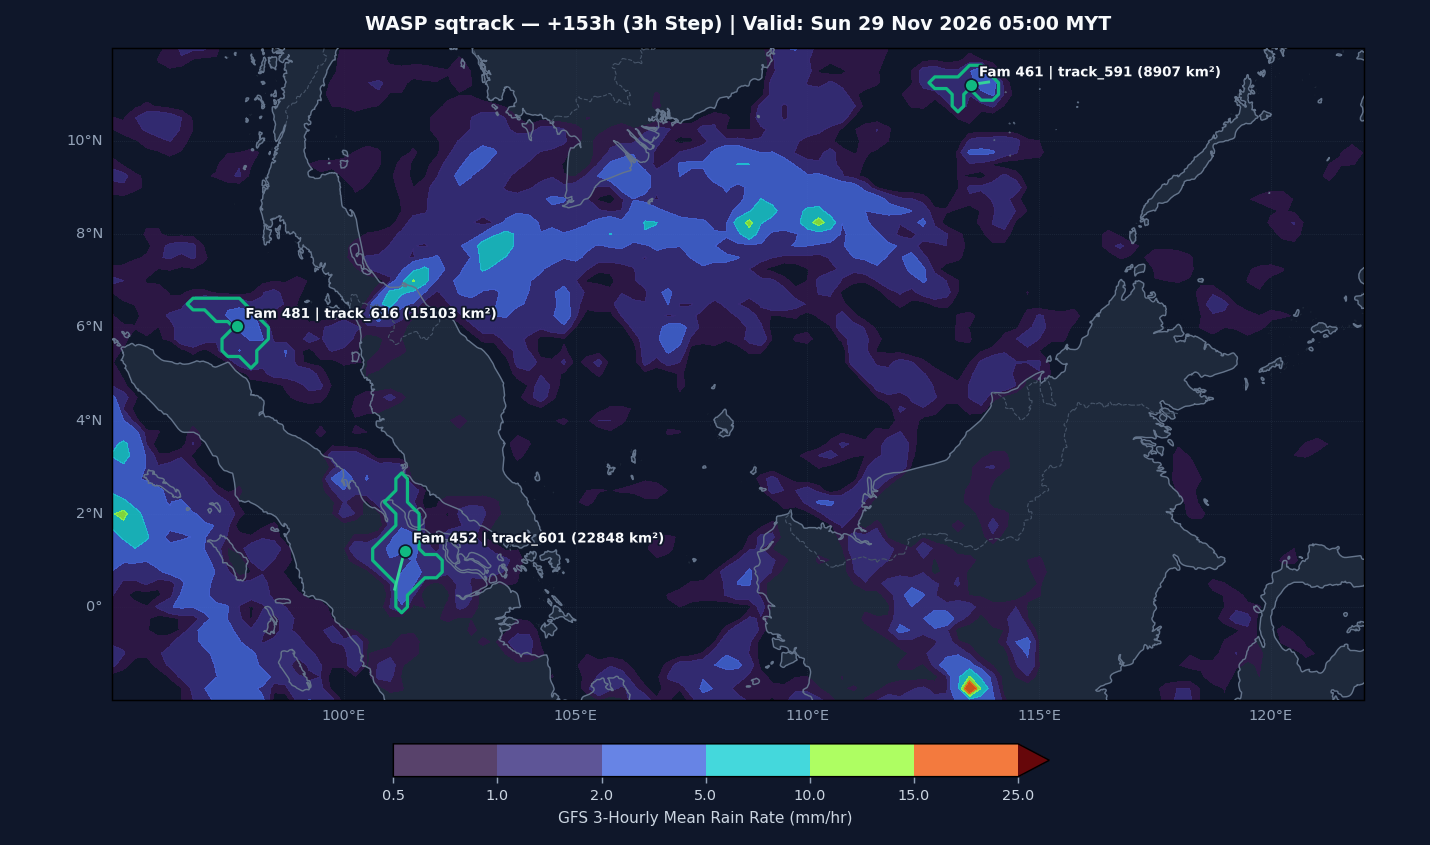 WASP sqtrack — +153h (3h Step) | Valid: Sun 29 Nov 2026 05:00 MYT
Fam 461 | track_591 (8907 km²)
10°N
8°N
Fam 481 | track_616 (15103 km²)
6°N
4°N
2°N
Fam 452 | track_601 (22848 km²)
0°
100°E 105°E 110°E 115°E 120°E
0.5 1.0 2.0 5.0 10.0 15.0 25.0
GFS 3-Hourly Mean Rain Rate (mm/hr)